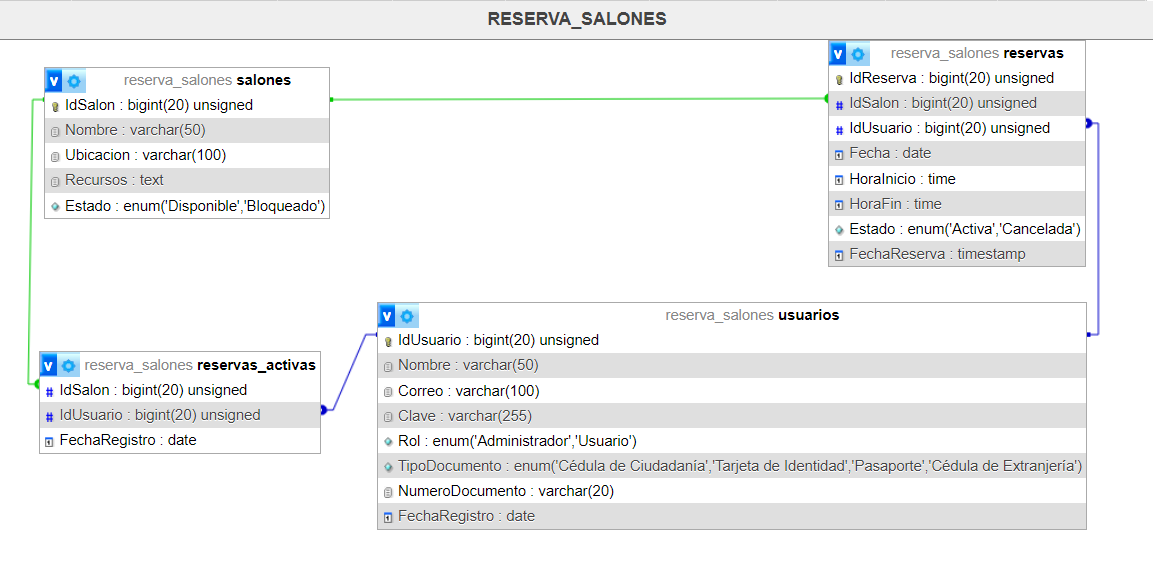 RESERVA_SALONES
v reserva_salones salones
IdSalon : bigint(20) unsigned
Nombre : varchar(50)
Ubicacion : varchar(100)
Recursos : text
Estado : enum('Disponible','Bloqueado')
v reserva_salones reservas
IdReserva : bigint(20) unsigned
# IdSalon : bigint(20) unsigned
# IdUsuario : bigint(20) unsigned
Fecha : date
HoraInicio : time
HoraFin : time
Estado : enum('Activa','Cancelada')
FechaReserva : timestamp
v reserva_salones reservas_activas
# IdSalon : bigint(20) unsigned
# IdUsuario : bigint(20) unsigned
FechaRegistro : date
v reserva_salones usuarios
IdUsuario : bigint(20) unsigned
Nombre : varchar(50)
Correo : varchar(100)
Clave : varchar(255)
Rol : enum('Administrador','Usuario')
TipoDocumento : enum('Cédula de Ciudadanía','Tarjeta de Identidad','Pasaporte','Cédula de Extranjería')
NumeroDocumento : varchar(20)
FechaRegistro : date